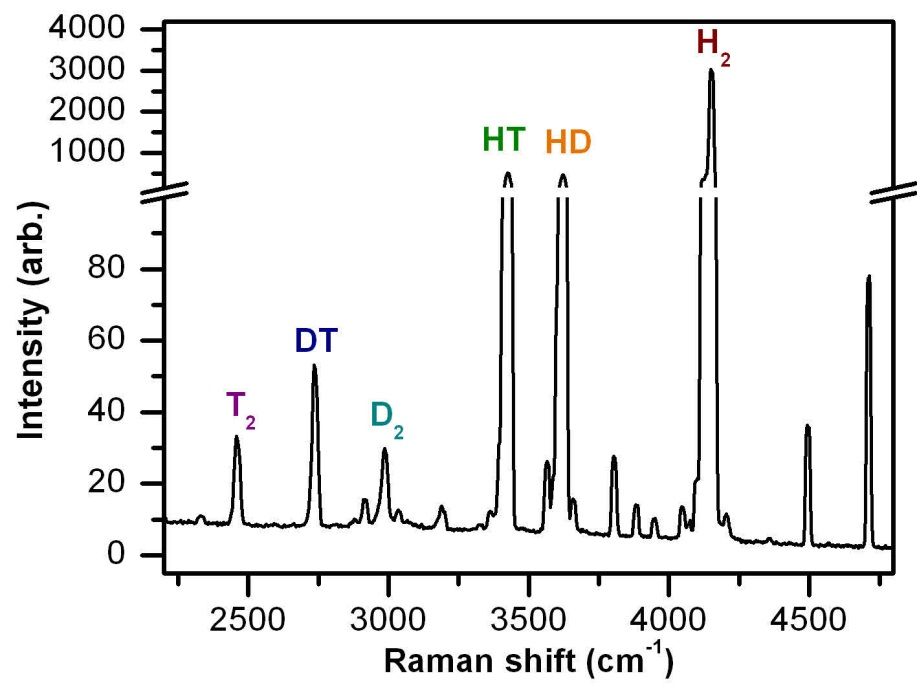 4000
3000
2000
1000
80
60
40
20
0
Intensity (arb.)
T₂
DT
D₂
HT
HD
H₂
2500 3000 3500 4000 4500
Raman shift (cm⁻¹)